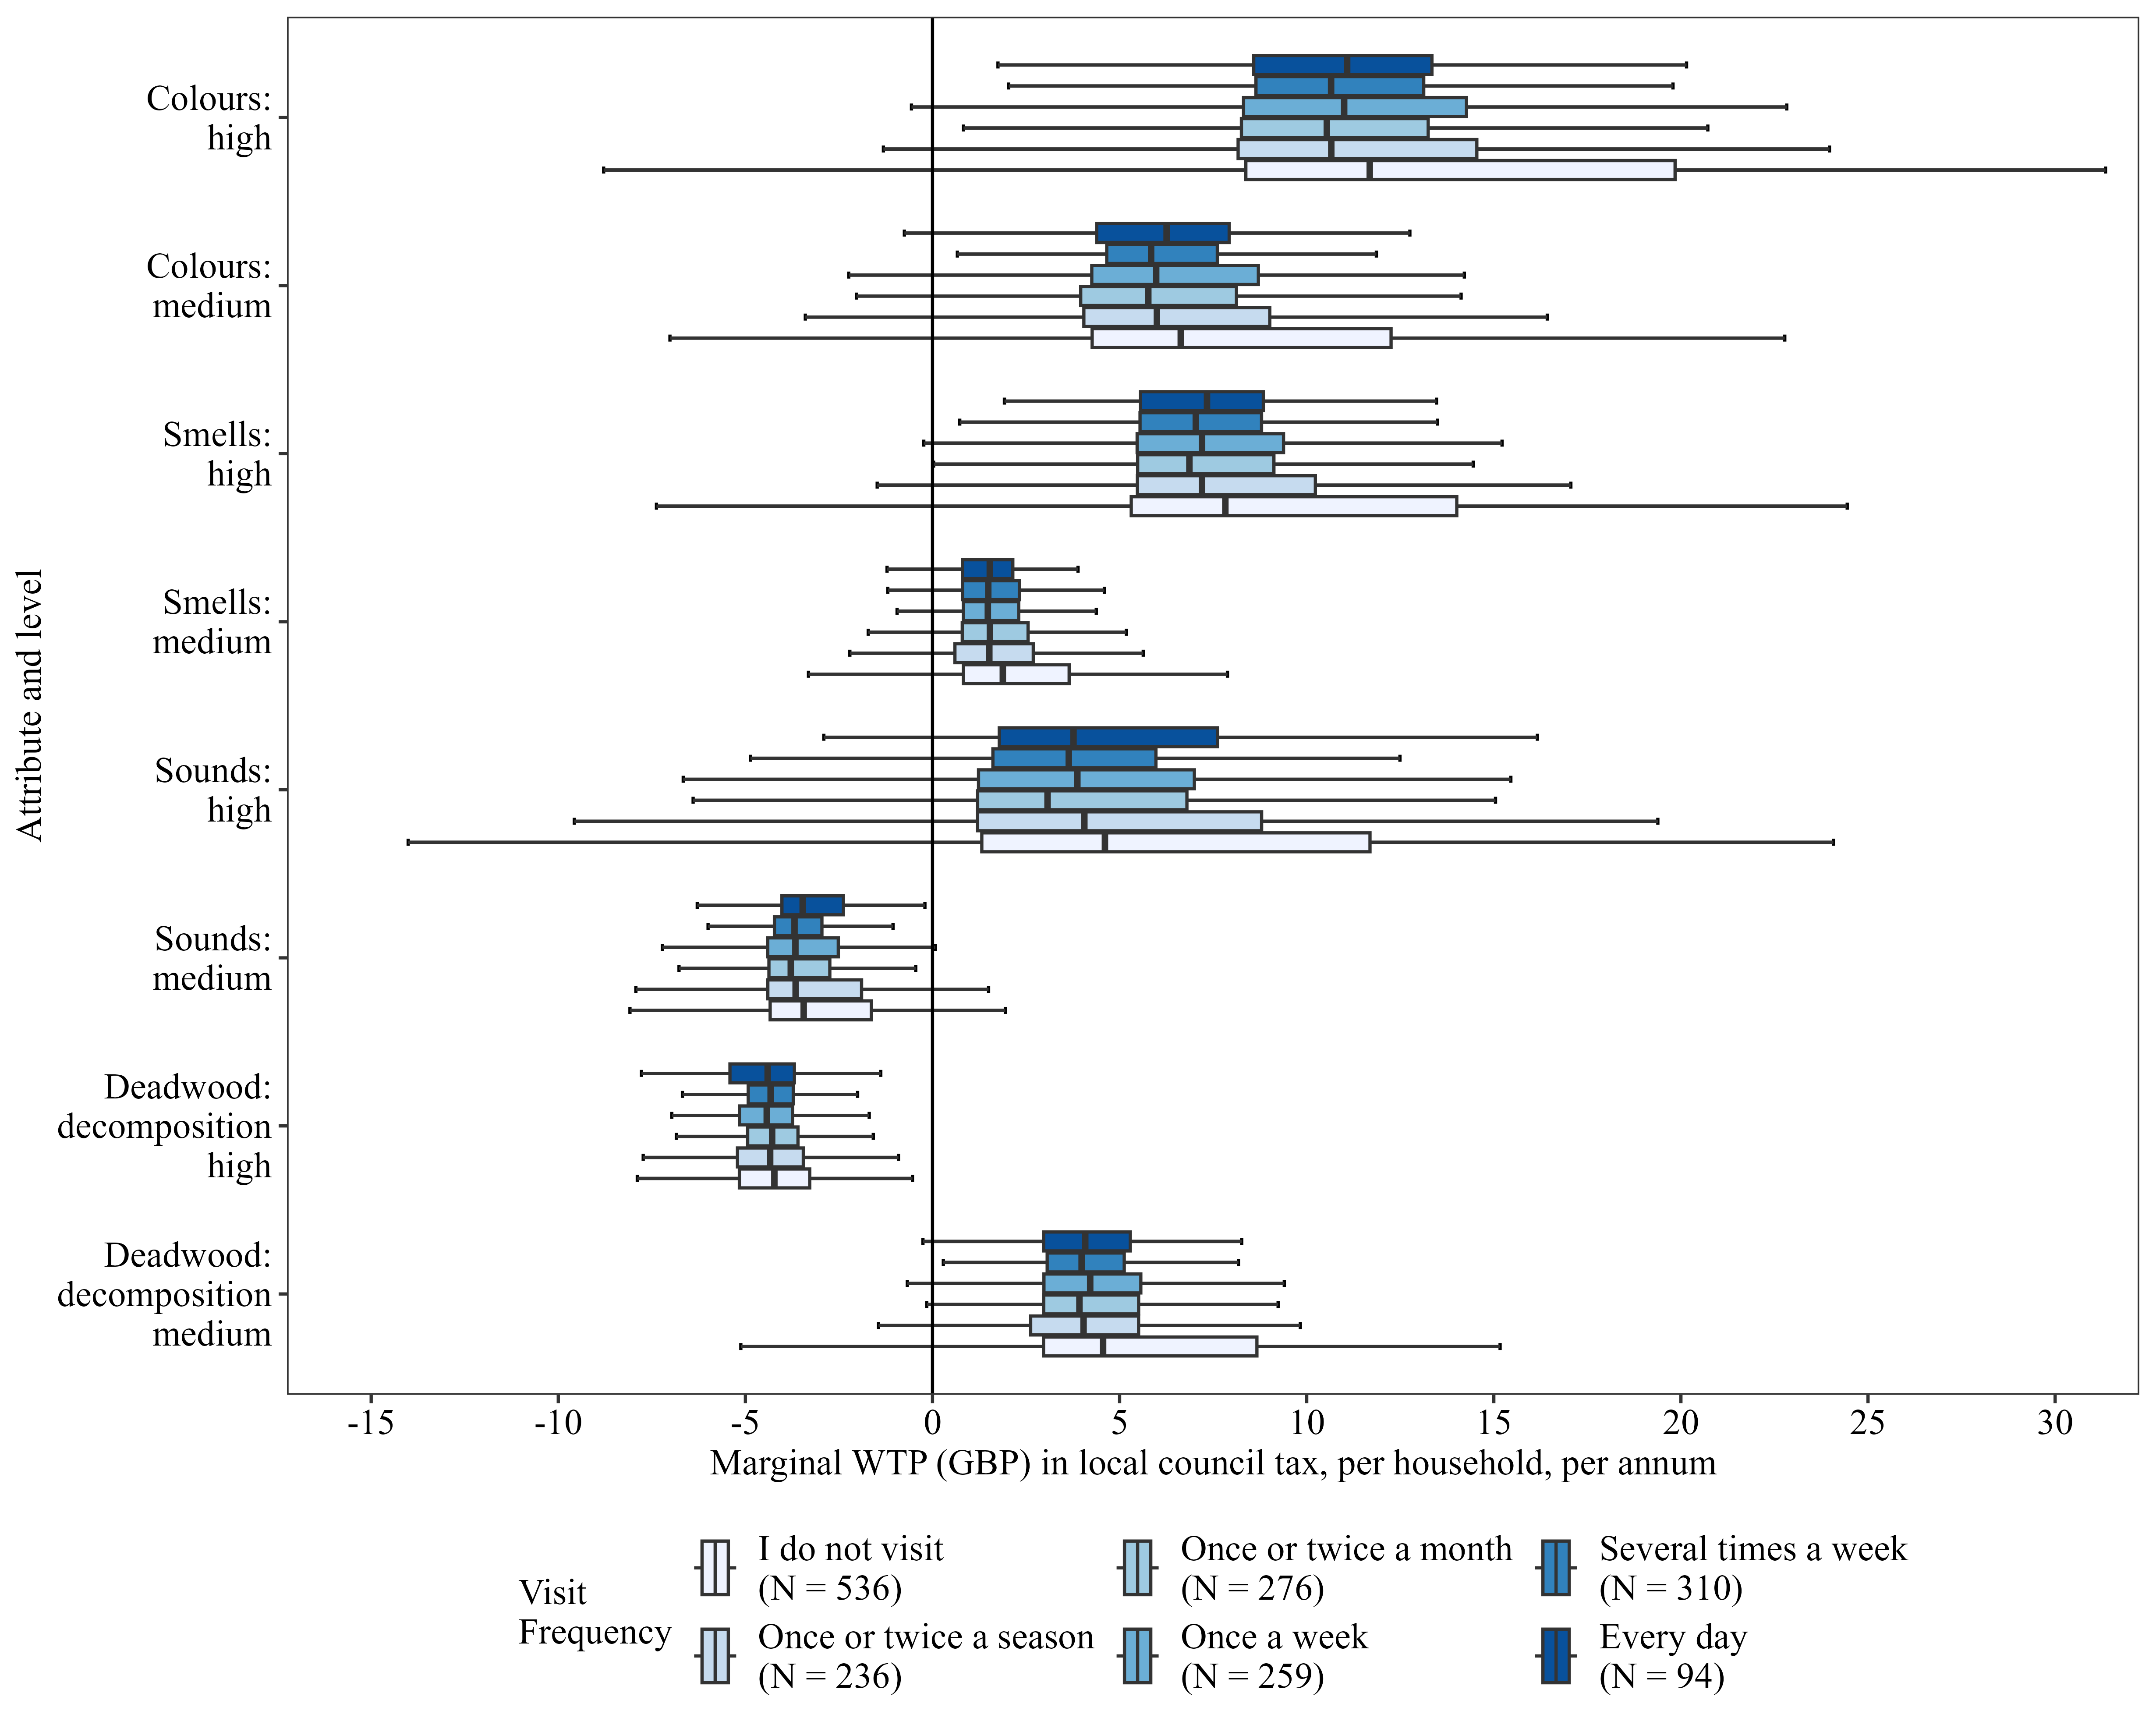 Attribute and level
Colours:
high
Colours:
medium
Smells:
high
Smells:
medium
Sounds:
high
Sounds:
medium
Deadwood:
decomposition
high
Deadwood:
decomposition
medium
-15 -10 -5 0 5 10 15 20 25 30
Marginal WTP (GBP) in local council tax, per household, per annum
Visit
Frequency
I do not visit
(N = 536)
Once or twice a season
(N = 236)
Once or twice a month
(N = 276)
Once a week
(N = 259)
Several times a week
(N = 310)
Every day
(N = 94)